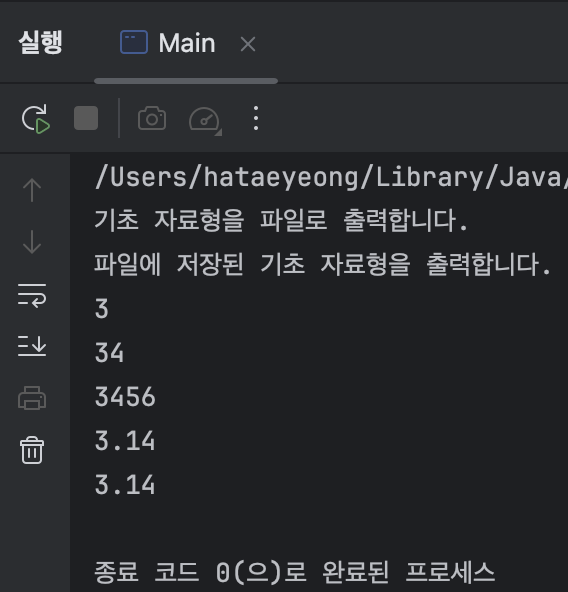 실행
Main
/Users/hataeyeong/Library/Java/
기초 자료형을 파일로 출력합니다.
파일에 저장된 기초 자료형을 출력합니다.
3
34
3456
3.14
3.14
종료 코드 0(으)로 완료된 프로세스